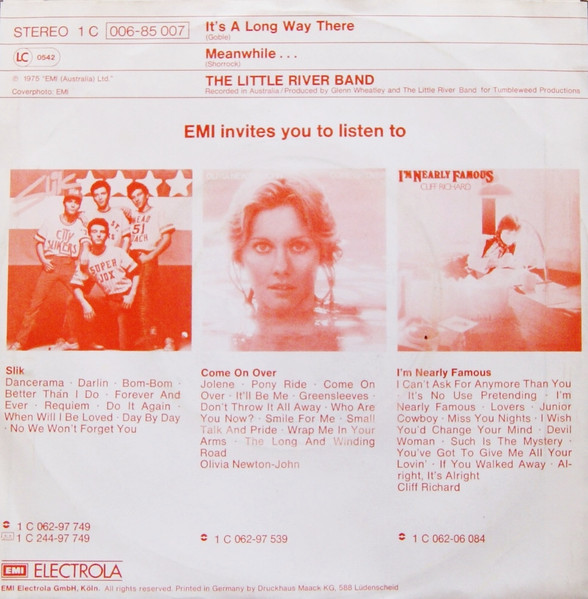 STEREO 1 C 006-85 007
It's A Long Way There
(Goble)
Meanwhile...
(Shorrock)
LC 0542
℗ 1975 "EMI (Australia) Ltd."
Coverphoto: EMI
THE LITTLE RIVER BAND
Recorded in Australia/Produced by Glenn Wheatley and The Little River Band for Tumbleweed Productions
EMI invites you to listen to
CITY
SLIKERS
SUPER
JOX
HEAD
51
I'M NEARLY FAMOUS
CLIFF RICHARD
Slik
Dancerama · Darlin · Bom-Bom ·
Better Than I Do · Forever And
Ever · Requiem · Do It Again ·
When Will I Be Loved · Day By Day
· No We Won't Forget You
1 C 062-97 749
1 C 244-97 749
Come On Over
Jolene · Pony Ride · Come On
Over · It'll Be Me · Greensleeves ·
Don't Throw It All Away · Who Are
You Now? · Smile For Me · Small
Talk And Pride · Wrap Me In Your
Arms · The Long And Winding
Road
Olivia Newton-John
1 C 062-97 539
I'm Nearly Famous
I Can't Ask For Anymore Than You
· It's No Use Pretending · I'm
Nearly Famous · Lovers · Junior
Cowboy · Miss You Nights · I Wish
You'd Change Your Mind · Devil
Woman · Such Is The Mystery ·
You've Got To Give Me All Your
Lovin' · If You Walked Away · Al-
right, It's Alright
Cliff Richard
1 C 062-06 084
EMI ELECTROLA
EMI Electrola GmbH, Köln. All rights reserved. Printed in Germany by Druckhaus Maack KG, 588 Lüdenscheid